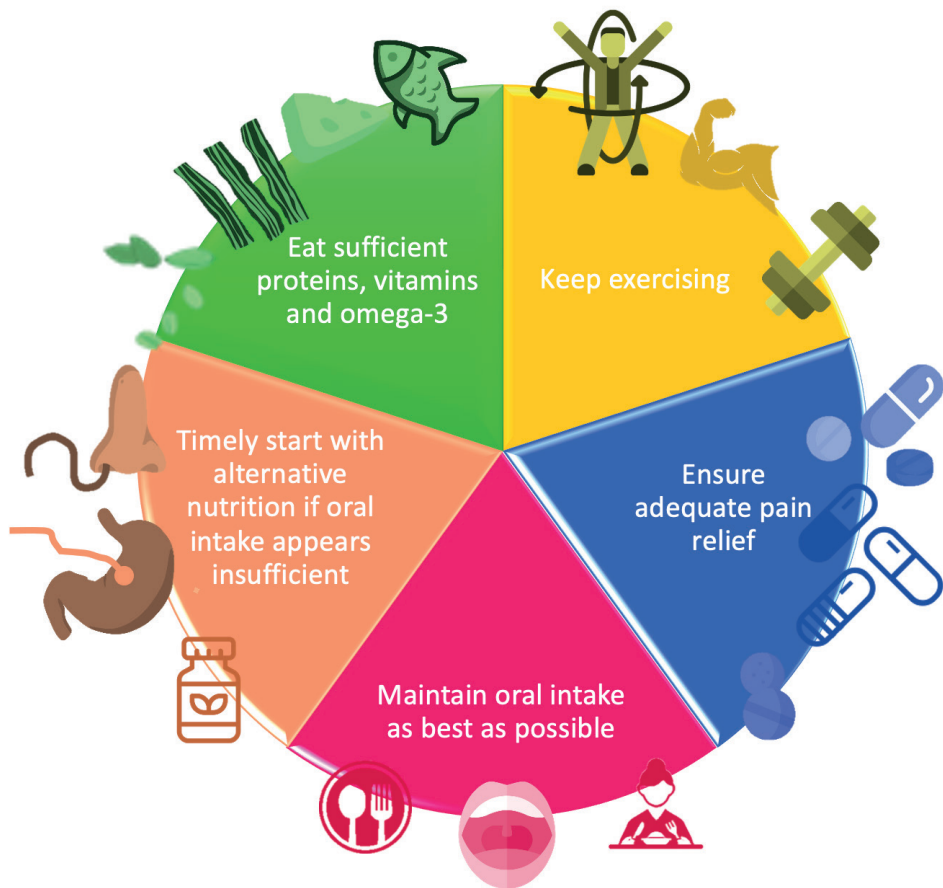 Eat sufficient
proteins, vitamins
and omega-3
Keep exercising
Timely start with
alternative
nutrition if oral
intake appears
insufficient
Ensure
adequate pain
relief
Maintain oral intake
as best as possible